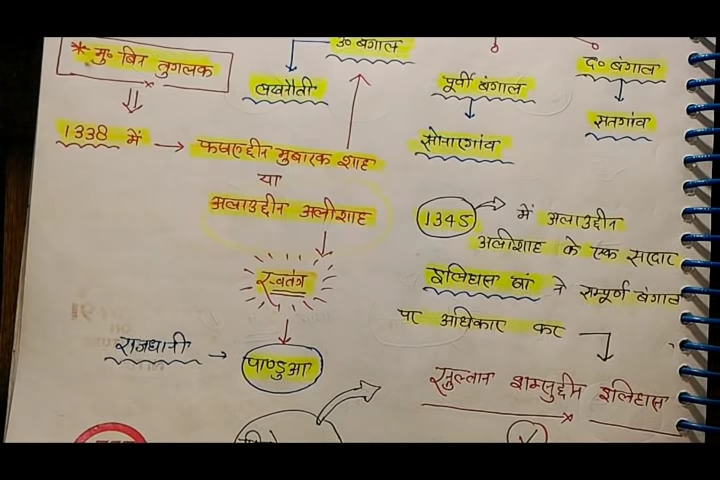 उ० बंगाल
* मु० बिन तुगलक
लखनौती
पूर्वी बंगाल
द० बंगाल
सोनारगांव
सतगांव
1338 में → फखरुद्दीन मुबारक शाह
या
अलाउद्दीन अलीशाह
स्वतंत्र
राजधानी → पाण्डुआ
1345 में अलाउद्दीन
अलीशाह के एक सरदार
इलियास खां ने सम्पूर्ण बंगाल
पर अधिकार कर
सुल्तान शम्सुद्दीन इलियास